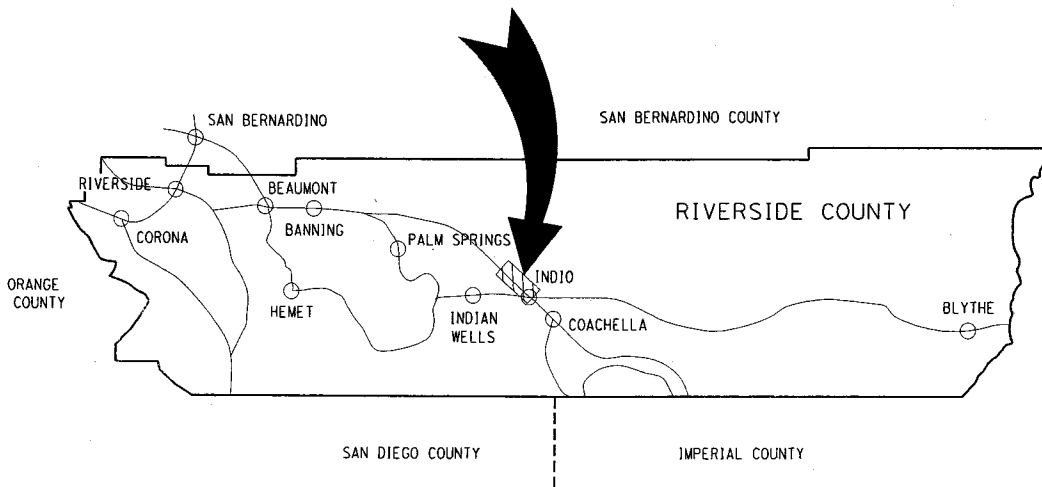 SAN BERNARDINO
SAN BERNARDINO COUNTY
RIVERSIDE
BEAUMONT
RIVERSIDE COUNTY
CORONA
BANNING
PALM SPRINGS
ORANGE
COUNTY
INDIO
HEMET
INDIAN
WELLS
COACHELLA
BLYTHE
SAN DIEGO COUNTY
IMPERIAL COUNTY